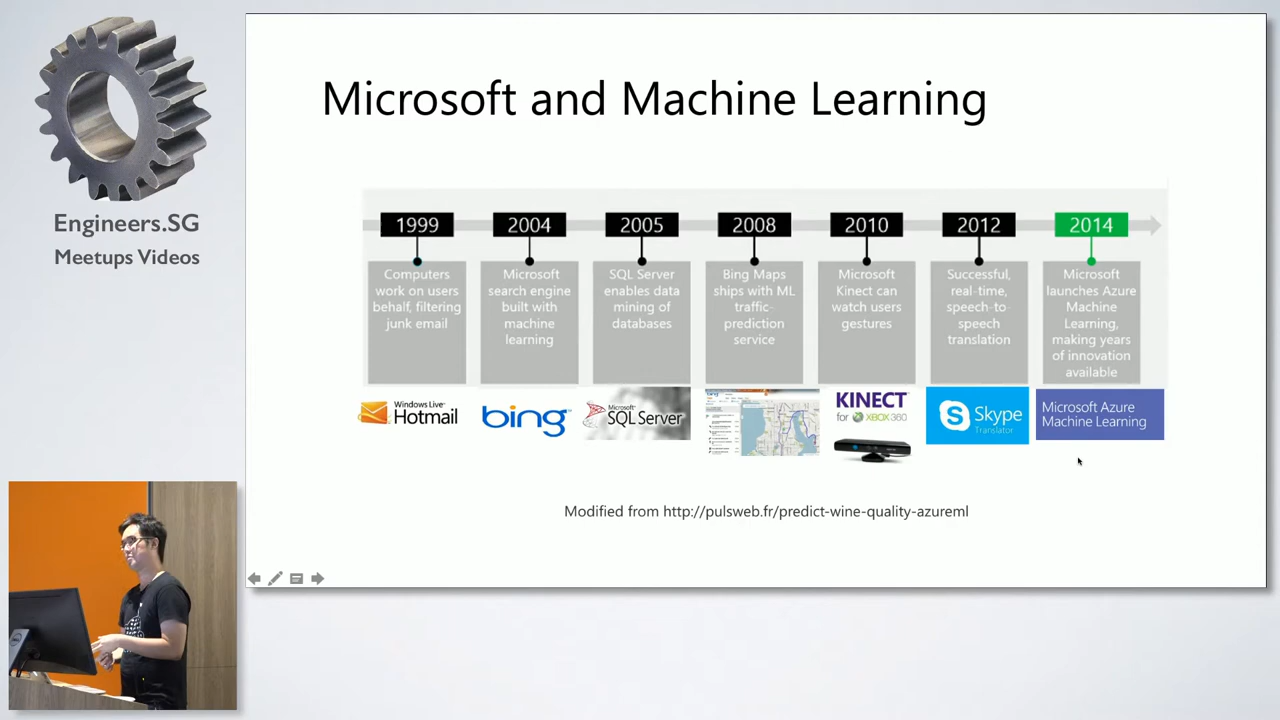 Engineers.SG
Meetups Videos
Microsoft and Machine Learning
1999
Computers
work on users
behalf, filtering
junk email
Windows Live
Hotmail
2004
Microsoft
search engine
built with
machine
learning
bing
2005
SQL Server
enables data
mining of
databases
Microsoft
SQL Server
2008
Bing Maps
ships with ML
traffic-
prediction
service
2010
Microsoft
Kinect can
watch users
gestures
KINECT
for XBOX 360
2012
Successful,
real-time,
speech-to-
speech
translation
Skype
Translator
2014
Microsoft
launches Azure
Machine
Learning,
making years
of innovation
available
Microsoft Azure
Machine Learning
Modified from http://pulsweb.fr/predict-wine-quality-azureml